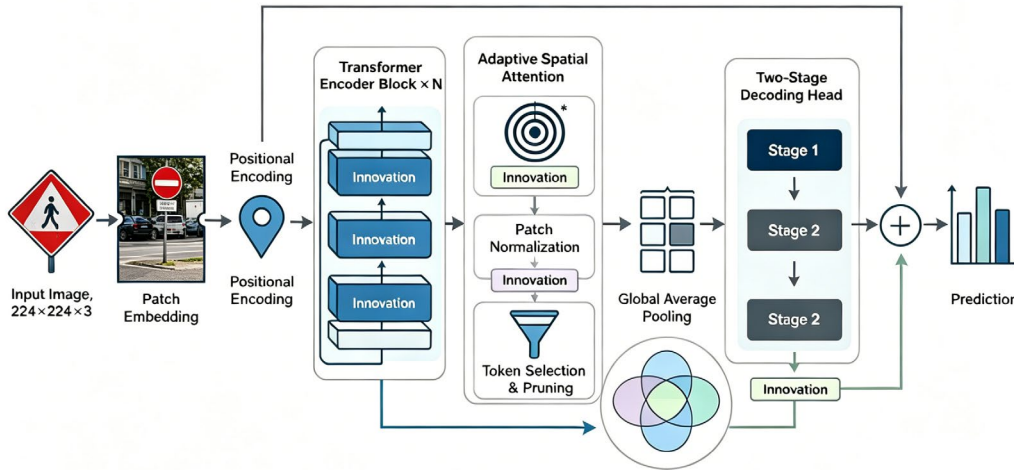 Input Image,
224×224×3
Patch
Embedding
Positional
Encoding
Positional Encoding
Transformer
Encoder Block × N
Innovation
Innovation
Innovation
Adaptive Spatial
Attention
*
Innovation
Patch
Normalization
Innovation
Token Selection
& Pruning
Global Average
Pooling
Two-Stage
Decoding Head
Stage 1
Stage 2
Stage 2
Innovation
+
Prediction